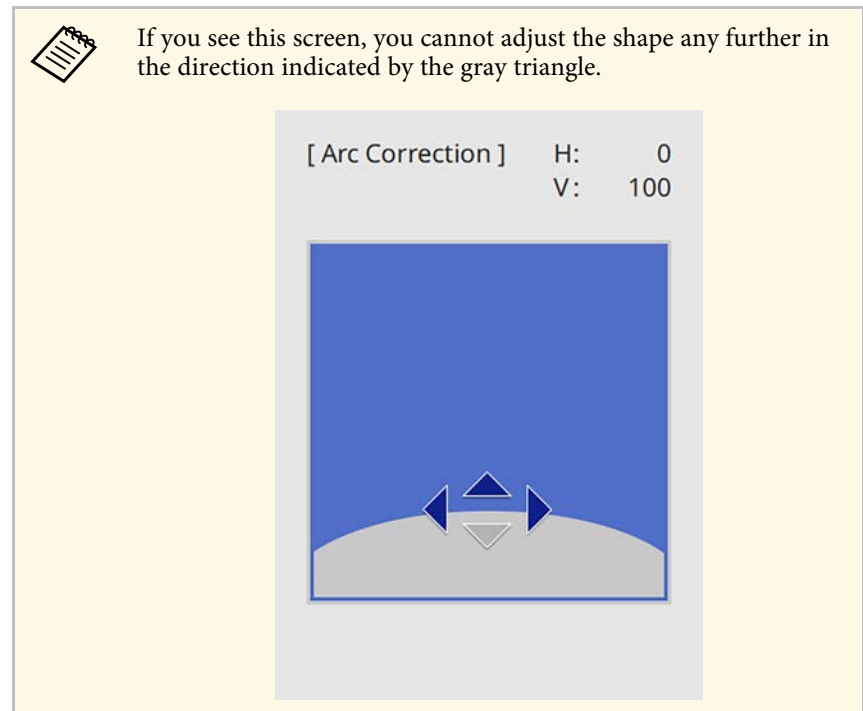 If you see this screen, you cannot adjust the shape any further in
the direction indicated by the gray triangle.
[ Arc Correction ] H: 0
V: 100